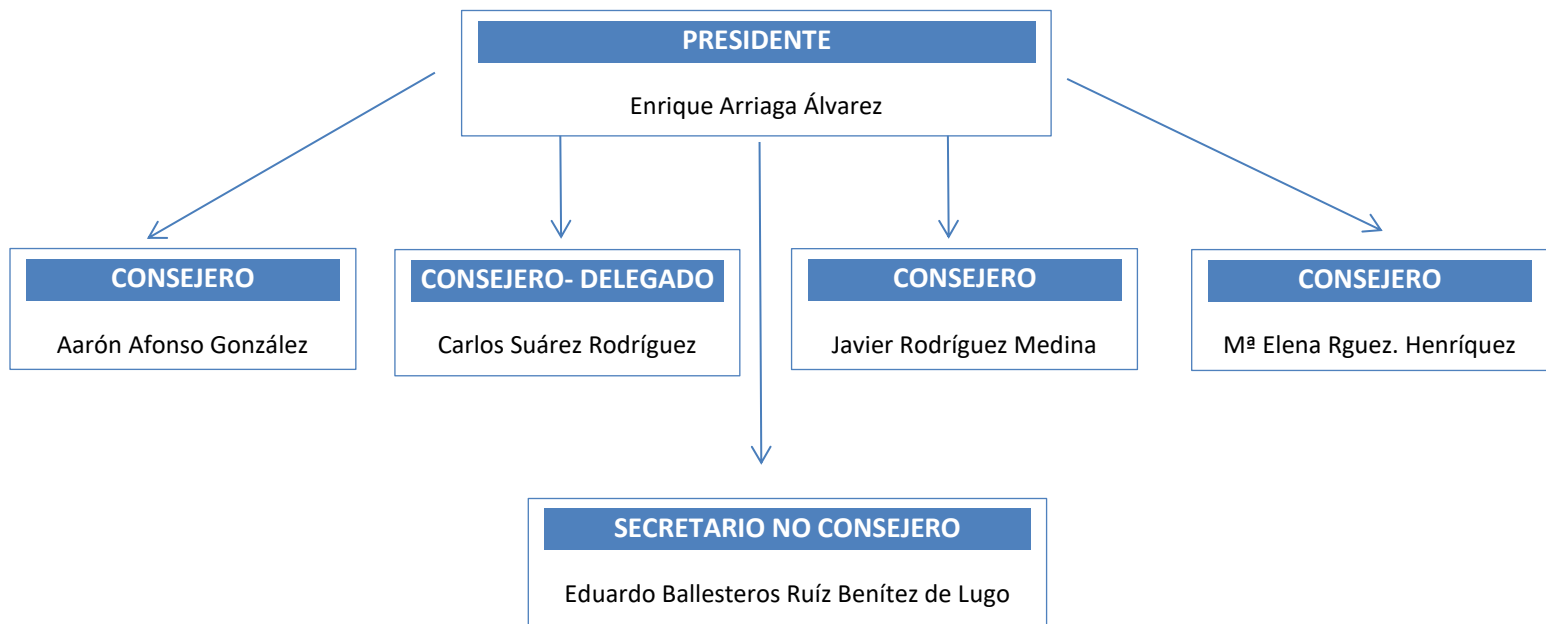 PRESIDENTE
Enrique Arriaga Álvarez
CONSEJERO
Aarón Afonso González
CONSEJERO- DELEGADO
Carlos Suárez Rodríguez
CONSEJERO
Javier Rodríguez Medina
CONSEJERO
Mª Elena Rguez. Henríquez
SECRETARIO NO CONSEJERO
Eduardo Ballesteros Ruíz Benítez de Lugo